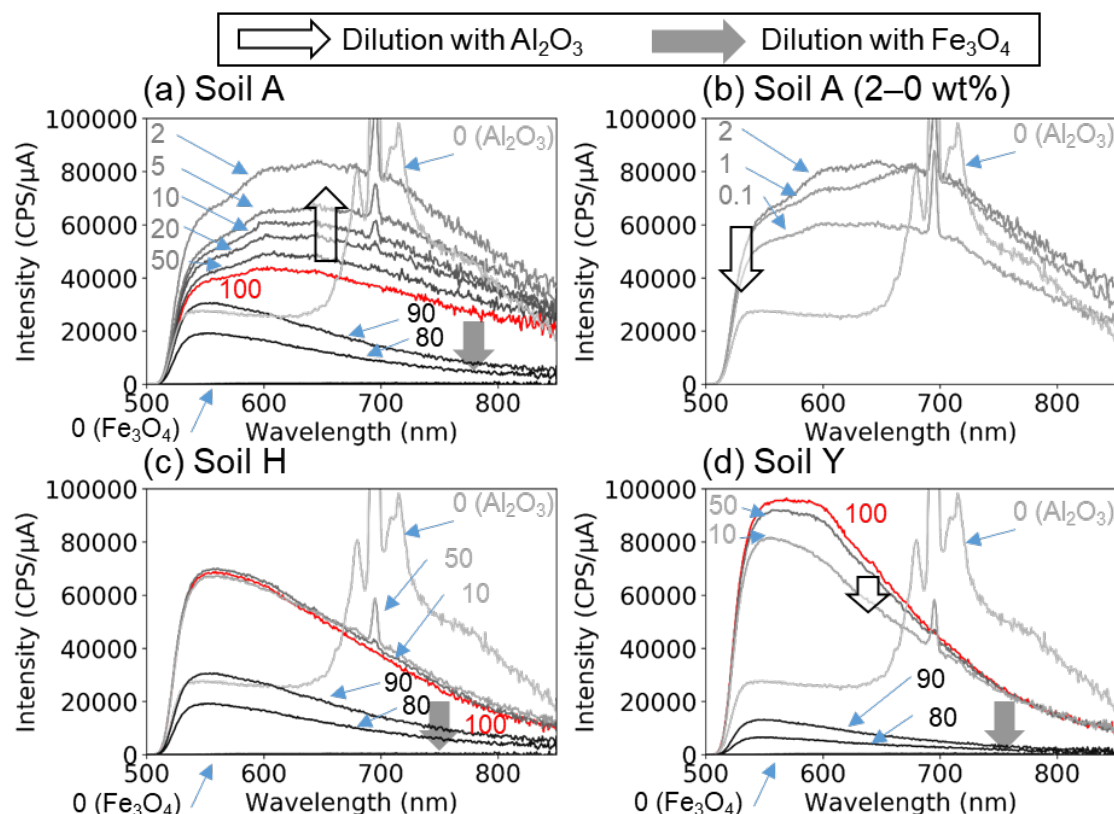 Dilution with Al₂O₃ Dilution with Fe₃O₄
(a) Soil A
Intensity (CPS/μA)
100000
80000
60000
40000
20000
0
2
5
10
20
50
100
90
80
0 (Al₂O₃)
0 (Fe₃O₄)
500 600 700 800
Wavelength (nm)
(b) Soil A (2–0 wt%)
Intensity (CPS/μA)
100000
80000
60000
40000
20000
0
2
1
0.1
0 (Al₂O₃)
500 600 700 800
Wavelength (nm)
(c) Soil H
Intensity (CPS/μA)
100000
80000
60000
40000
20000
0
0 (Al₂O₃)
50
10
90
80
100
0 (Fe₃O₄)
500 600 700 800
Wavelength (nm)
(d) Soil Y
Intensity (CPS/μA)
100000
80000
60000
40000
20000
0
50
10
100
0 (Al₂O₃)
90
80
0 (Fe₃O₄)
500 600 700 800
Wavelength (nm)